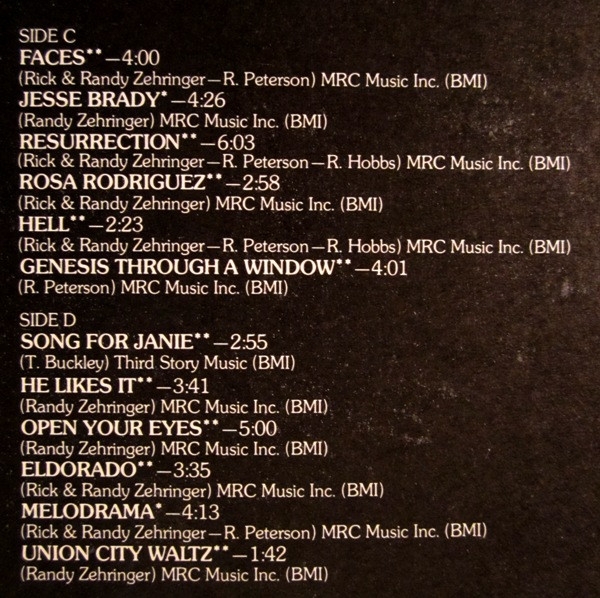 SIDE C
FACES**—4:00
(Rick & Randy Zehringer—R. Peterson) MRC Music Inc. (BMI)
JESSE BRADY*—4:26
(Randy Zehringer) MRC Music Inc. (BMI)
RESURRECTION**—6:03
(Rick & Randy Zehringer—R. Peterson—R. Hobbs) MRC Music Inc. (BMI)
ROSA RODRIGUEZ**—2:58
(Rick & Randy Zehringer) MRC Music Inc. (BMI)
HELL**—2:23
(Rick & Randy Zehringer—R. Peterson—R. Hobbs) MRC Music Inc. (BMI)
GENESIS THROUGH A WINDOW**—4:01
(R. Peterson) MRC Music Inc. (BMI)
SIDE D
SONG FOR JANIE**—2:55
(T. Buckley) Third Story Music (BMI)
HE LIKES IT**—3:41
(Randy Zehringer) MRC Music Inc. (BMI)
OPEN YOUR EYES**—5:00
(Randy Zehringer) MRC Music Inc. (BMI)
ELDORADO**—3:35
(Rick & Randy Zehringer) MRC Music Inc. (BMI)
MELODRAMA*—4:13
(Rick & Randy Zehringer—R. Peterson) MRC Music Inc. (BMI)
UNION CITY WALTZ**—1:42
(Randy Zehringer) MRC Music Inc. (BMI)